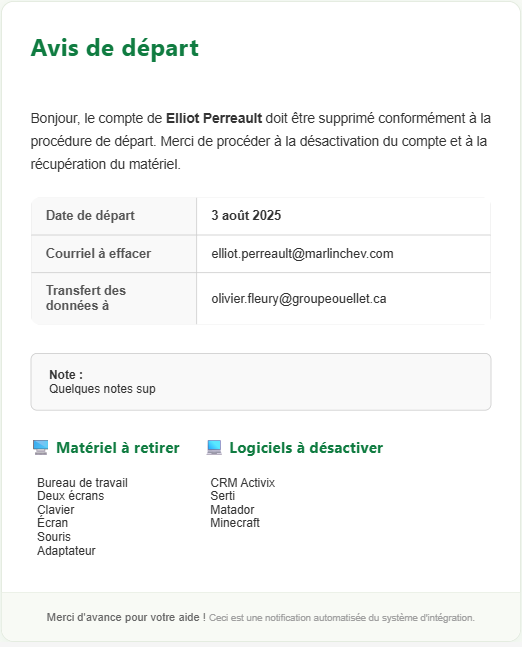 Avis de départ
Bonjour, le compte de Elliot Perreault doit être supprimé conformément à la
procédure de départ. Merci de procéder à la désactivation du compte et à la
récupération du matériel.
Date de départ
3 août 2025
Courriel à effacer
elliot.perreault@marlinchev.com
Transfert des
données à
olivier.fleury@groupeouellet.ca
Note :
Quelques notes sup
Matériel à retirer
Bureau de travail
Deux écrans
Clavier
Écran
Souris
Adaptateur
Logiciels à désactiver
CRM Activix
Serti
Matador
Minecraft
Merci d'avance pour votre aide ! Ceci est une notification automatisée du système d'intégration.